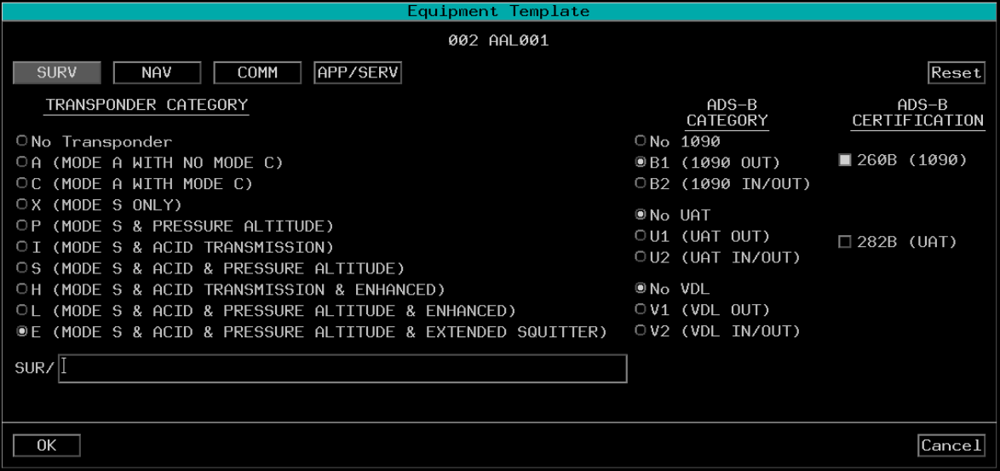 Equipment Template
002 AAL001
SURV NAV COMM APP/SERV Reset
TRANSPONDER CATEGORY
No Transponder
A (MODE A WITH NO MODE C)
C (MODE A WITH MODE C)
X (MODE S ONLY)
P (MODE S & PRESSURE ALTITUDE)
I (MODE S & ACID TRANSMISSION)
S (MODE S & ACID & PRESSURE ALTITUDE)
H (MODE S & ACID TRANSMISSION & ENHANCED)
L (MODE S & ACID & PRESSURE ALTITUDE & ENHANCED)
E (MODE S & ACID & PRESSURE ALTITUDE & EXTENDED SQUITTER)
ADS-B
CATEGORY
No 1090
B1 (1090 OUT)
B2 (1090 IN/OUT)
No UAT
U1 (UAT OUT)
U2 (UAT IN/OUT)
No VDL
V1 (VDL OUT)
V2 (VDL IN/OUT)
ADS-B
CERTIFICATION
260B (1090)
282B (UAT)
SUR/
OK Cancel